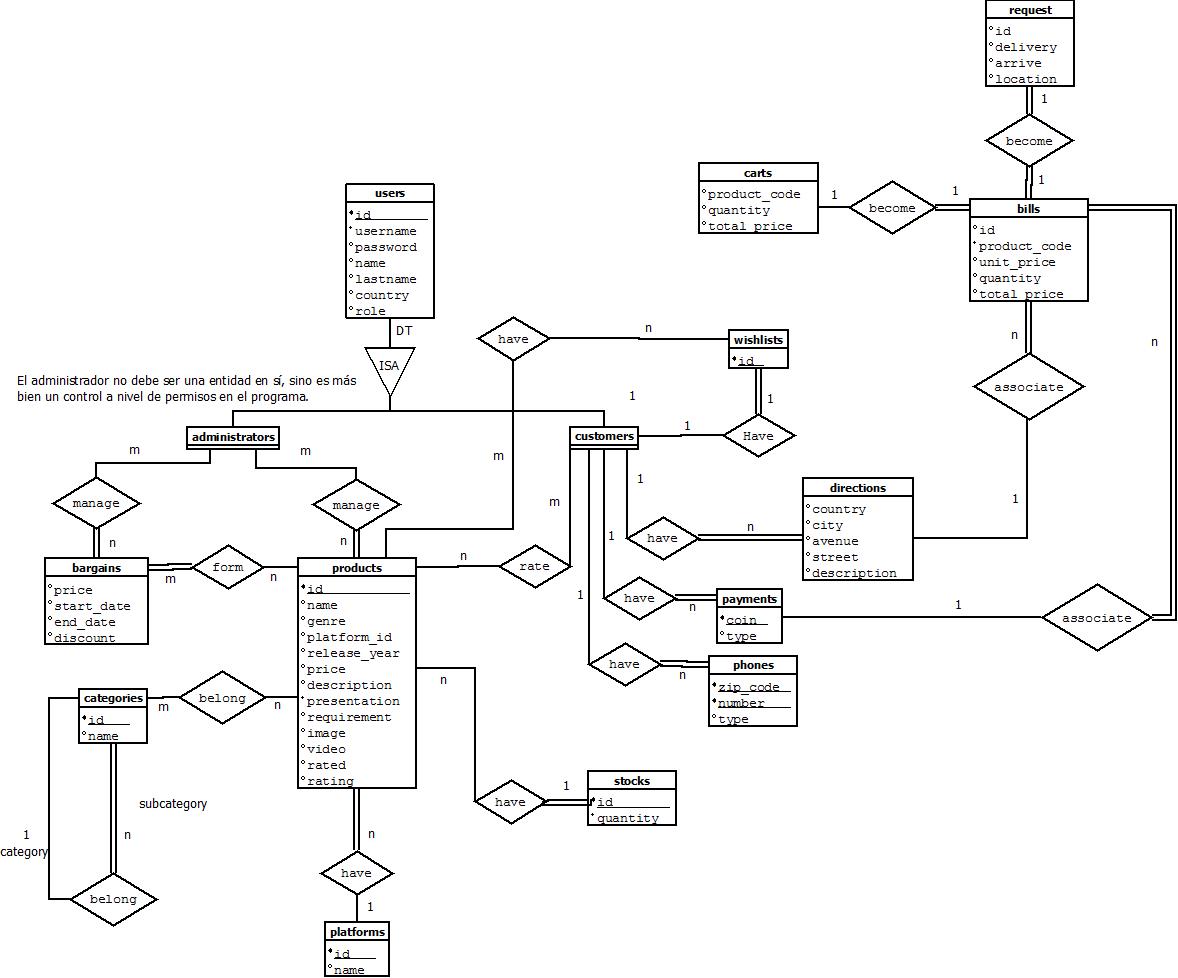 request
id
delivery
arrive
location
1
become
1
carts
product_code
quantity
total_price
1
become
1
bills
id
product_code
unit_price
quantity
total_price
users
id
username
password
name
lastname
country
role
DT
ISA
El administrador no debe ser una entidad en sí, sino es más
bien un control a nivel de permisos en el programa.
have
n
wishlists
id
1
1
Have
1
n
associate
n
administrators
customers
m
m
m
manage
n
manage
n
m
1
have
n
directions
country
city
avenue
street
description
1
bargains
price
start_date
end_date
discount
m
form
n
products
id
name
genre
platform_id
release_year
price
description
presentation
requirement
image
video
rated
rating
n
rate
1
have
n
payments
coin
type
1
associate
1
have
n
phones
zip_code
number
type
categories
id
name
m
belong
n
n
have
1
stocks
id
quantity
subcategory
1
category
n
belong
n
have
1
platforms
id
name